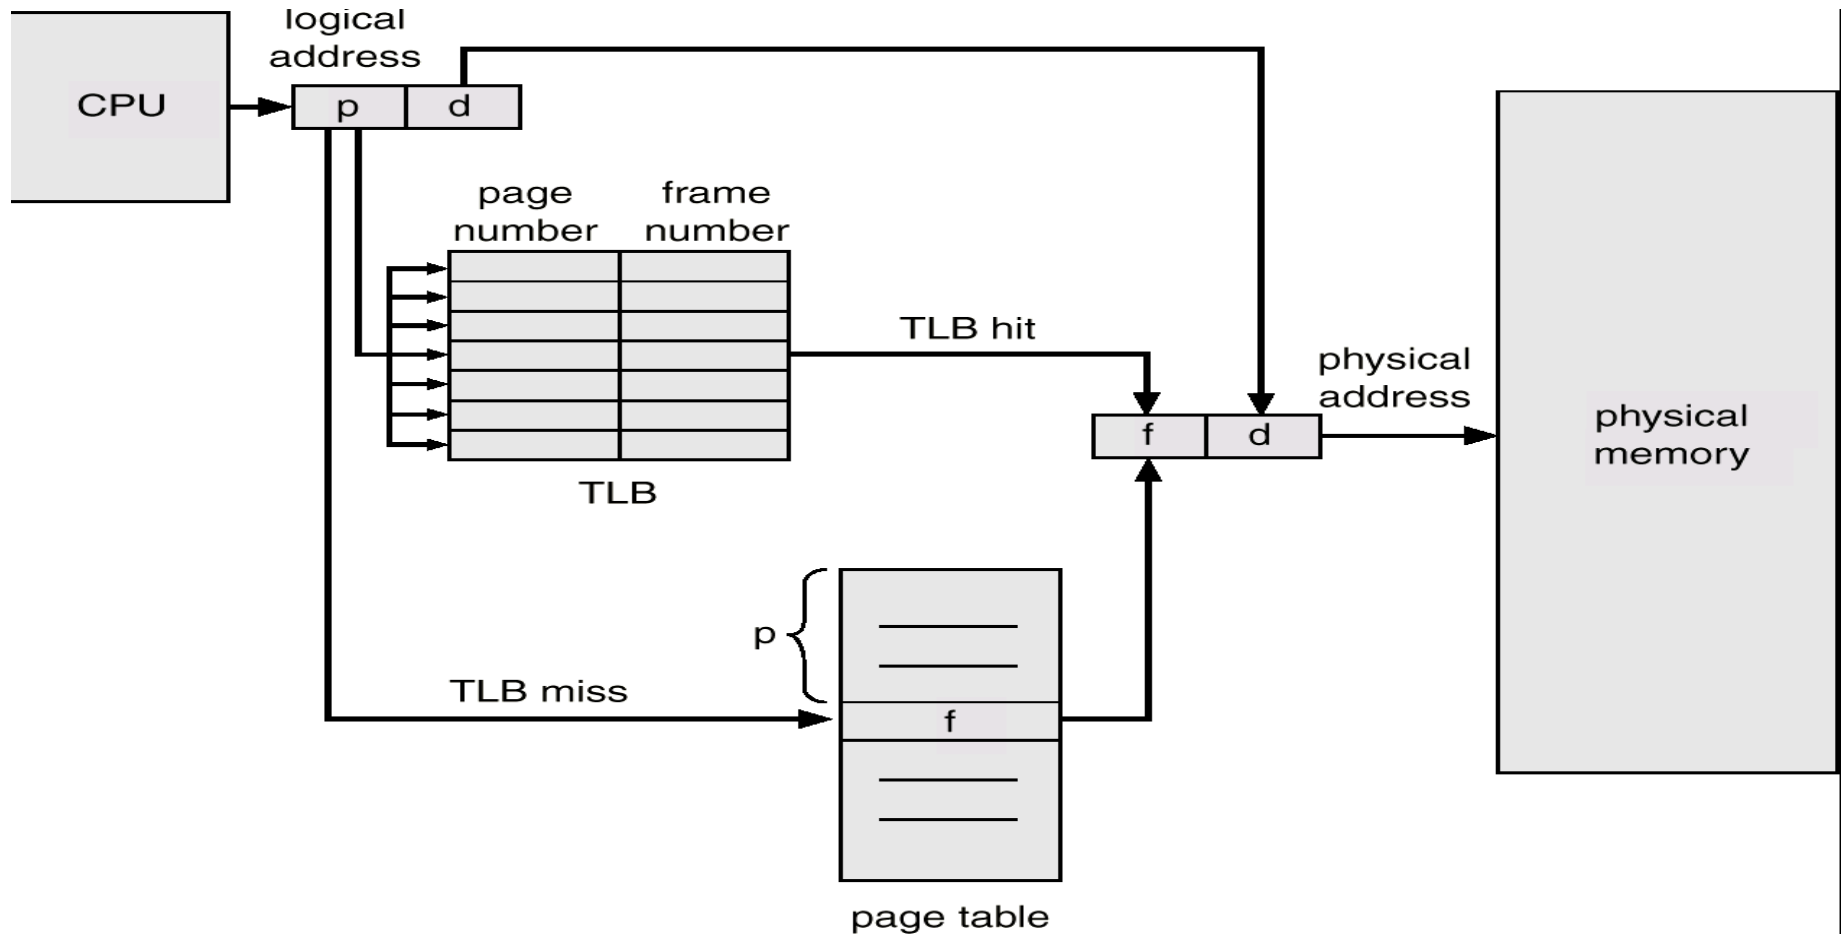 logical
address
CPU
p
d
page
number
frame
number
TLB hit
physical
address
f
d
physical
memory
TLB
p
TLB miss
f
page table